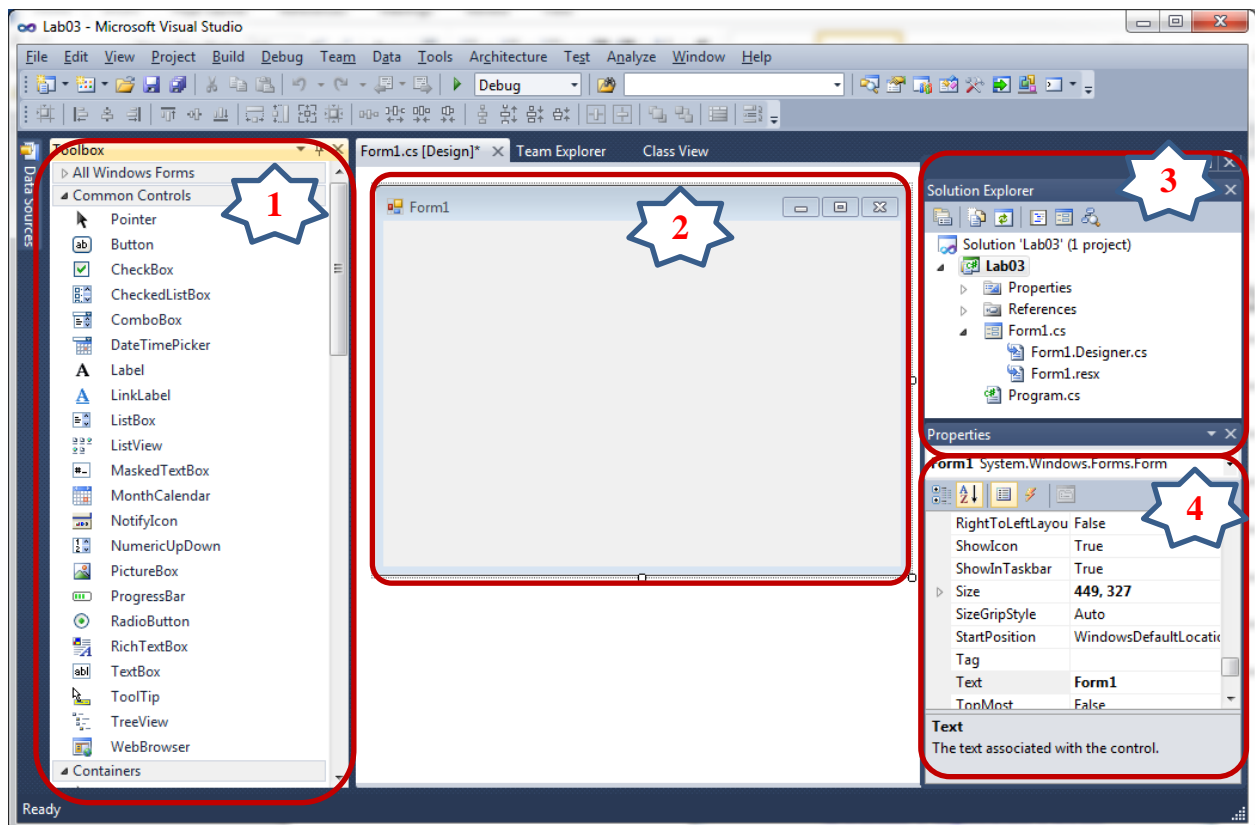 Lab03 - Microsoft Visual Studio
File Edit View Project Build Debug Team Data Tools Architecture Test Analyze Window Help
Debug
Data Sources
Toolbox
All Windows Forms
Common Controls
Pointer
Button
CheckBox
CheckedListBox
ComboBox
DateTimePicker
Label
LinkLabel
ListBox
ListView
MaskedTextBox
MonthCalendar
NotifyIcon
NumericUpDown
PictureBox
ProgressBar
RadioButton
RichTextBox
TextBox
ToolTip
TreeView
WebBrowser
Containers
1
Form1.cs [Design]* Team Explorer Class View
Form1
2
3
Solution Explorer
Solution 'Lab03' (1 project)
Lab03
Properties
References
Form1.cs
Form1.Designer.cs
Form1.resx
Program.cs
Properties
Form1 System.Windows.Forms.Form
4
RightToLeftLayou False
ShowIcon True
ShowInTaskbar True
Size 449, 327
SizeGripStyle Auto
StartPosition WindowsDefaultLocatio
Tag
Text Form1
TopMost False
Text
The text associated with the control.
Ready